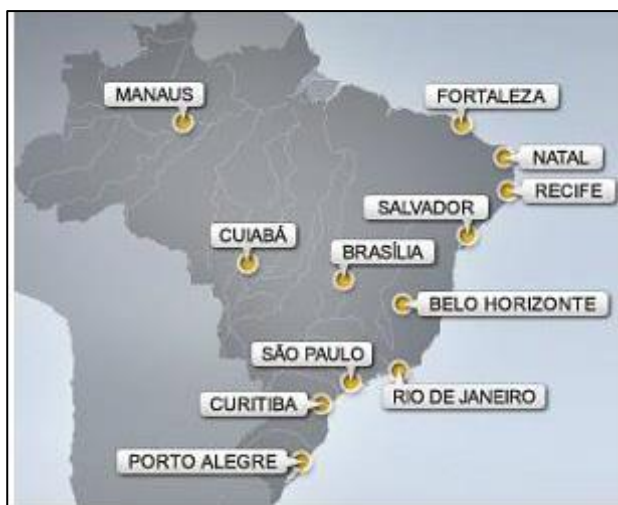 MANAUS
FORTALEZA
NATAL
RECIFE
SALVADOR
CUIABÁ
BRASÍLIA
BELO HORIZONTE
SÃO PAULO
RIO DE JANEIRO
CURITIBA
PORTO ALEGRE